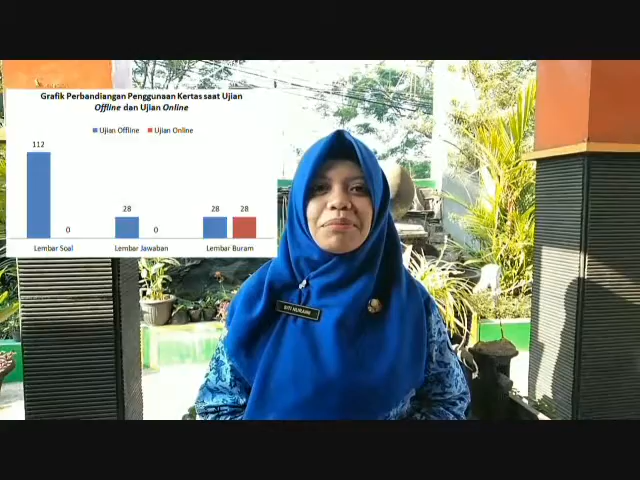 Grafik Perbandiangan Penggunaan Kertas saat Ujian
Offline dan Ujian Online
Ujian Offline Ujian Online
112
0
28
0
28
28
Lembar Soal Lembar Jawaban Lembar Buram
SITI NURAINI